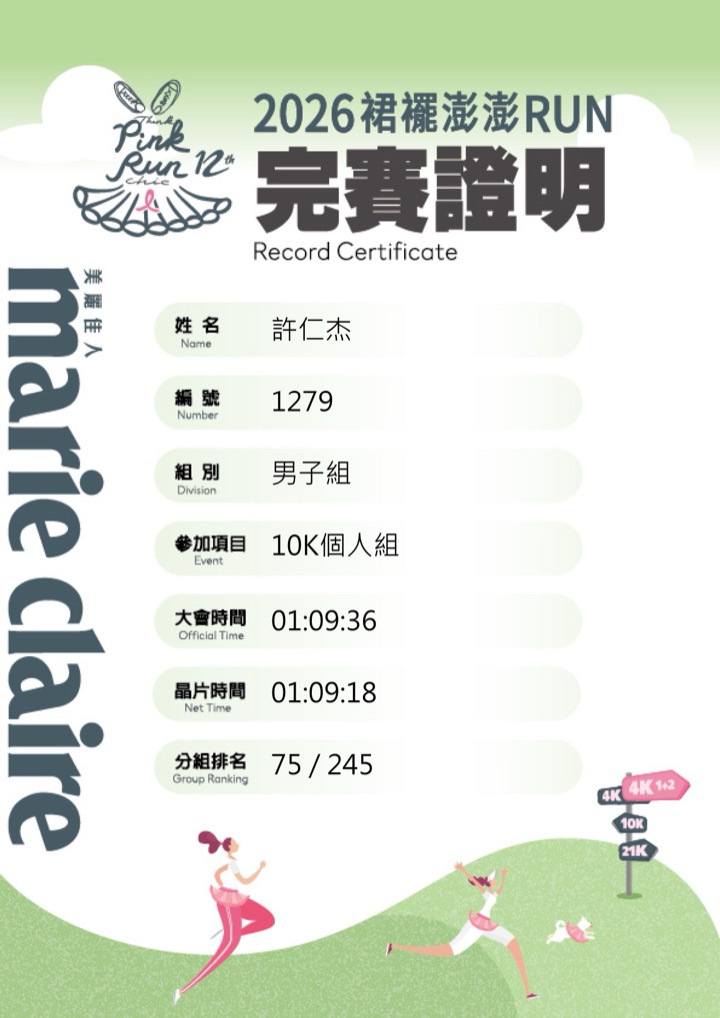 Think
Pink
Run 12th
chic
2026裙襬澎澎RUN
完賽證明
Record Certificate
美麗佳人
marie claire
姓名 許仁杰
Name
編號 1279
Number
組別 男子組
Division
參加項目 10K個人組
Event
大會時間 01:09:36
Official Time
晶片時間 01:09:18
Net Time
分組排名 75 / 245
Group Ranking
4K 4K 1+2
10K
21K